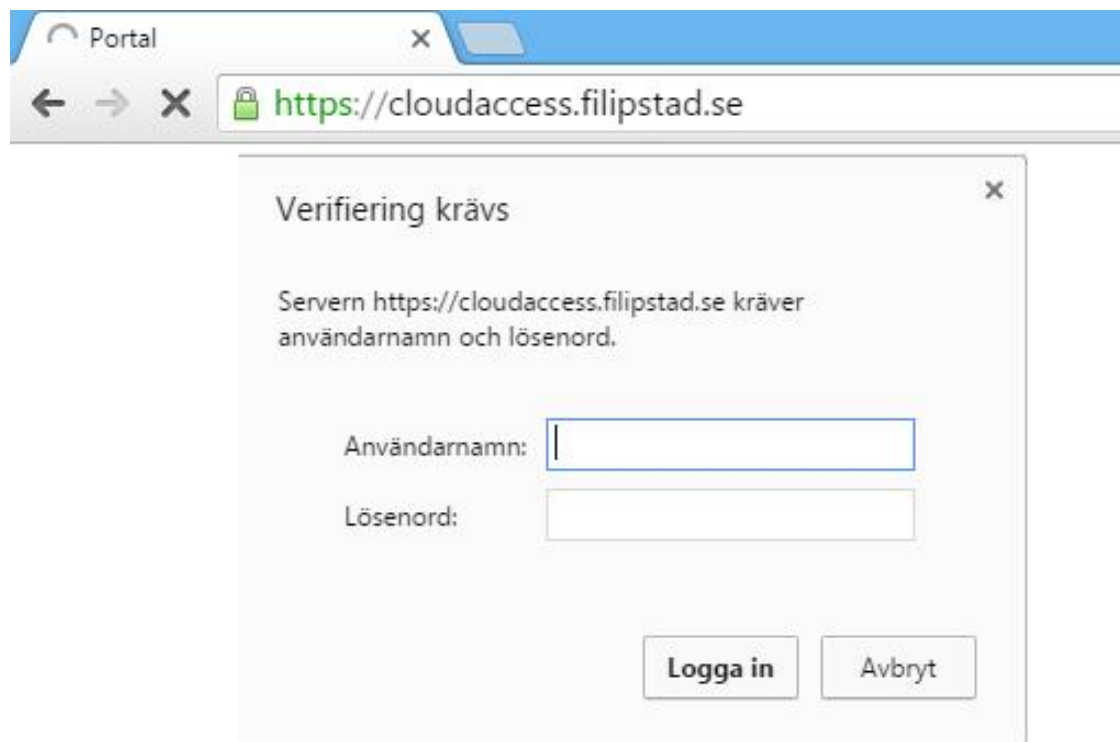 Portal
https://cloudaccess.filipstad.se
Verifiering krävs
Servern https://cloudaccess.filipstad.se kräver
användarnamn och lösenord.
Användarnamn:
Lösenord:
Logga in
Avbryt